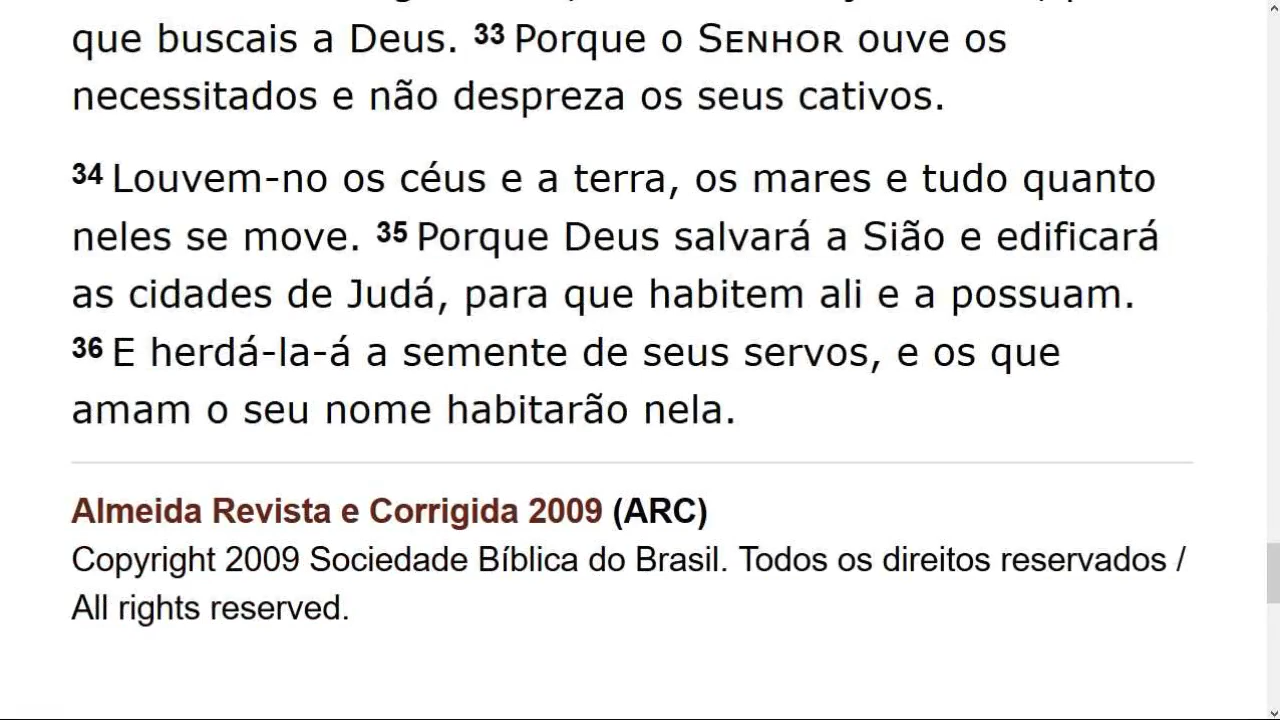 que buscais a Deus. 33 Porque o SENHOR ouve os
necessitados e não despreza os seus cativos.
34 Louvem-no os céus e a terra, os mares e tudo quanto
neles se move. 35 Porque Deus salvará a Sião e edificará
as cidades de Judá, para que habitem ali e a possuam.
36 E herdá-la-á a semente de seus servos, e os que
amam o seu nome habitarão nela.
Almeida Revista e Corrigida 2009 (ARC)
Copyright 2009 Sociedade Bíblica do Brasil. Todos os direitos reservados /
All rights reserved.